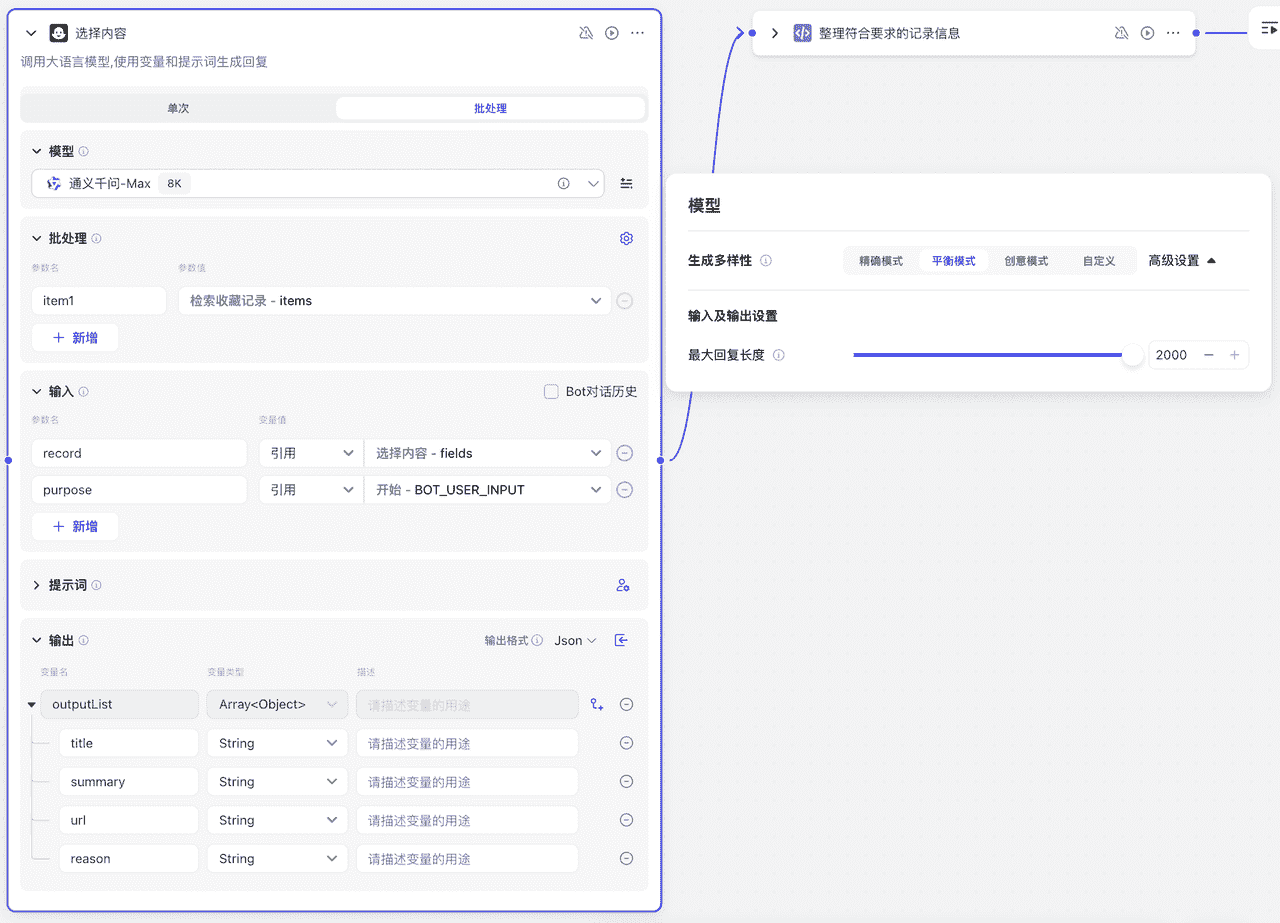 选择内容
调用大语言模型,使用变量和提示词生成回复
单次 批处理
模型
通义千问-Max 8K
批处理
参数名 参数值
item1 检索收藏记录 - items
+ 新增
输入 Bot对话历史
参数名 变量值
record 引用 选择内容 - fields
purpose 引用 开始 - BOT_USER_INPUT
+ 新增
提示词
输出 输出格式 Json
变量名 变量类型 描述
outputList Array<Object> 请描述变量的用途
title String 请描述变量的用途
summary String 请描述变量的用途
url String 请描述变量的用途
reason String 请描述变量的用途
整理符合要求的记录信息
模型
生成多样性 精确模式 平衡模式 创意模式 自定义 高级设置
输入及输出设置
最大回复长度 2000